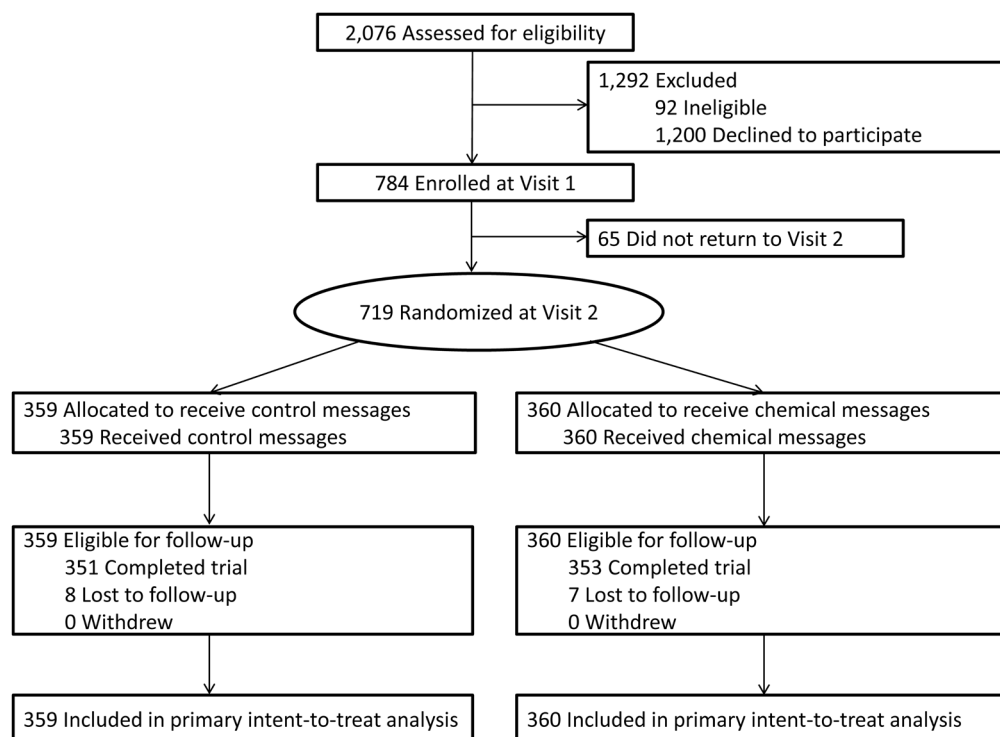 2,076 Assessed for eligibility
1,292 Excluded
92 Ineligible
1,200 Declined to participate
784 Enrolled at Visit 1
65 Did not return to Visit 2
719 Randomized at Visit 2
359 Allocated to receive control messages
359 Received control messages
360 Allocated to receive chemical messages
360 Received chemical messages
359 Eligible for follow-up
351 Completed trial
8 Lost to follow-up
0 Withdrew
360 Eligible for follow-up
353 Completed trial
7 Lost to follow-up
0 Withdrew
359 Included in primary intent-to-treat analysis
360 Included in primary intent-to-treat analysis